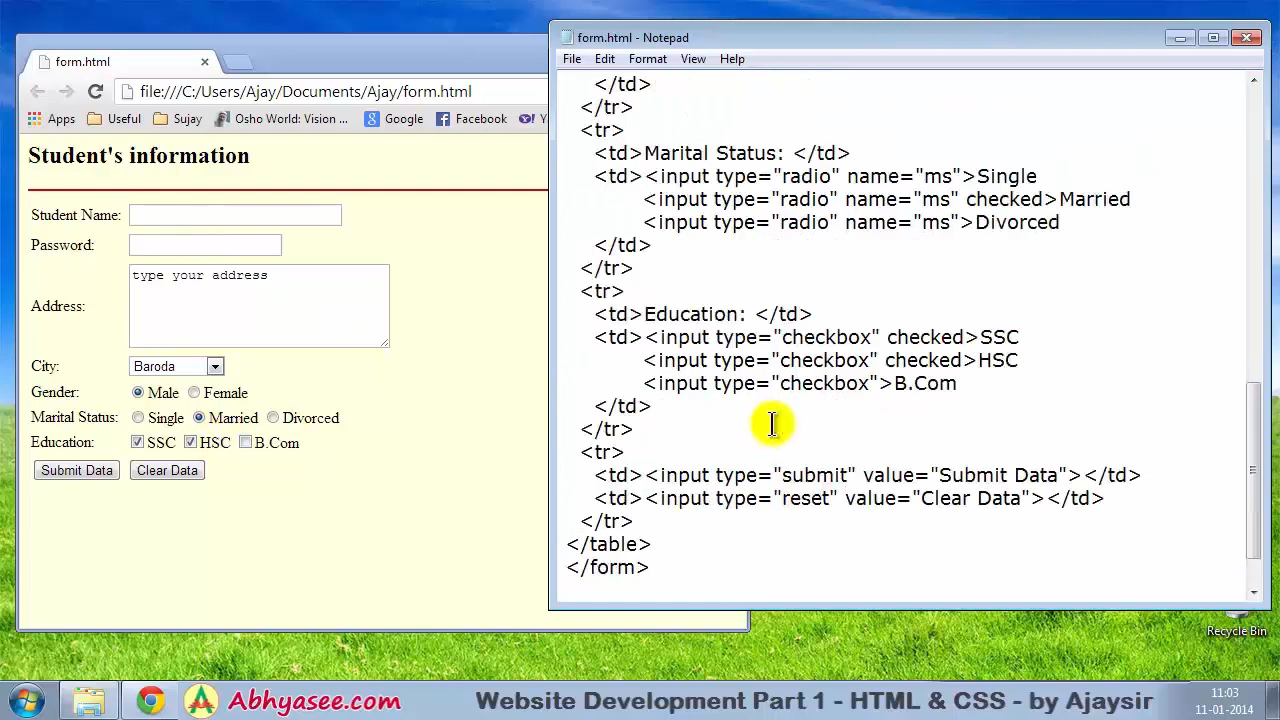 form.html
file:///C:/Users/Ajay/Documents/Ajay/form.html
Apps Useful Sujay Osho World: Vision ... Google Facebook Y
Student's information
Student Name:
Password:
type your address
Address:
City: Baroda
Gender: Male Female
Marital Status: Single Married Divorced
Education: SSC HSC B.Com
Submit Data Clear Data
form.html - Notepad
File Edit Format View Help
</td>
</tr>
<tr>
<td>Marital Status: </td>
<td><input type="radio" name="ms">Single
<input type="radio" name="ms" checked>Married
<input type="radio" name="ms">Divorced
</td>
</tr>
<tr>
<td>Education: </td>
<td><input type="checkbox" checked>SSC
<input type="checkbox" checked>HSC
<input type="checkbox">B.Com
</td>
</tr>
<tr>
<td><input type="submit" value="Submit Data"></td>
<td><input type="reset" value="Clear Data"></td>
</tr>
</table>
</form>
Recycle Bin
Abhyasee.com
Website Development Part 1 - HTML & CSS - by Ajaysir
11:03
11-01-2014